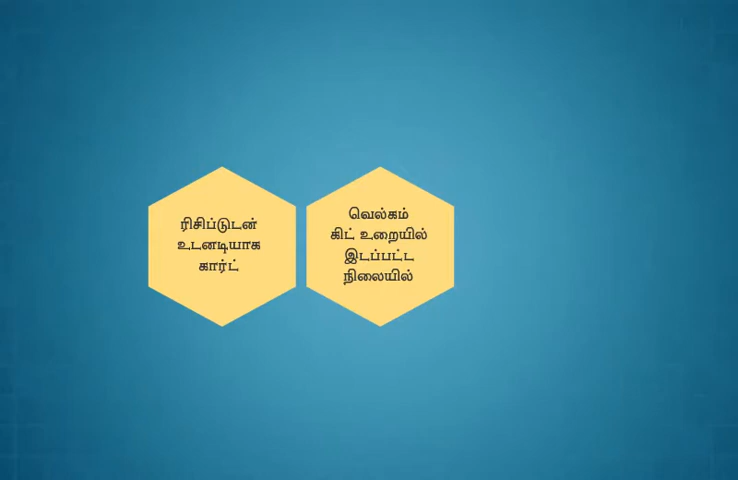 ரிசிப்டுடன்
உடனடியாக
கார்ட்
வெல்கம்
கிட் உறையில்
இடப்பட்ட
நிலையில்